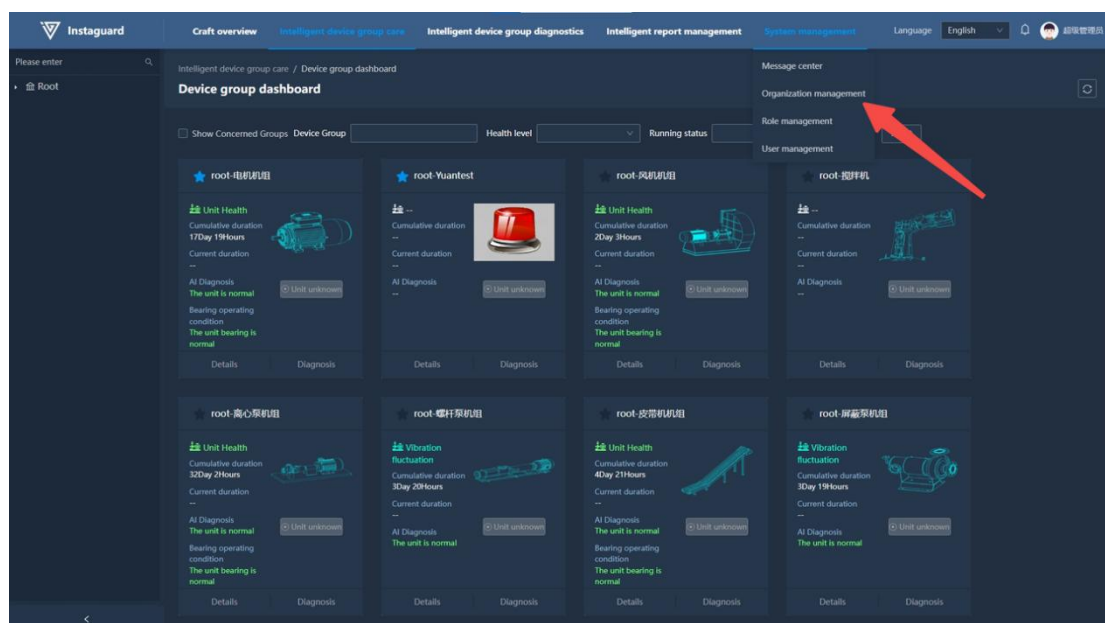 Instaguard
Craft overview
Intelligent device group care
Intelligent device group diagnostics
Intelligent report management
System management
Language
English
超级管理员
Please enter
Root
Intelligent device group care / Device group dashboard
Device group dashboard
Message center
Organization management
Role management
User management
Show Concerned Groups Device Group
Health level
Running status
root-电机机组
Unit Health
Cumulative duration
17Day 19Hours
Current duration
--
AI Diagnosis
The unit is normal
Unit unknown
Bearing operating
condition
The unit bearing is
normal
Details Diagnosis
root-Yuantest
--
Cumulative duration
--
Current duration
--
AI Diagnosis
--
Unit unknown
Details Diagnosis
root-风机机组
Unit Health
Cumulative duration
2Day 3Hours
Current duration
--
AI Diagnosis
The unit is normal
Unit unknown
Bearing operating
condition
The unit bearing is
normal
Details Diagnosis
root-搅拌机
--
Cumulative duration
--
Current duration
--
AI Diagnosis
--
Unit unknown
Details Diagnosis
root-离心泵机组
Unit Health
Cumulative duration
32Day 2Hours
Current duration
--
AI Diagnosis
The unit is normal
Unit unknown
Bearing operating
condition
The unit bearing is
normal
Details Diagnosis
root-螺杆泵机组
Vibration
fluctuation
Cumulative duration
3Day 20Hours
Current duration
--
AI Diagnosis
The unit is normal
Unit unknown
Details Diagnosis
root-皮带机机组
Unit Health
Cumulative duration
4Day 21Hours
Current duration
--
AI Diagnosis
The unit is normal
Unit unknown
Bearing operating
condition
The unit bearing is
normal
Details Diagnosis
root-屏蔽泵机组
Vibration
fluctuation
Cumulative duration
3Day 19Hours
Current duration
--
AI Diagnosis
The unit is normal
Unit unknown
Details Diagnosis